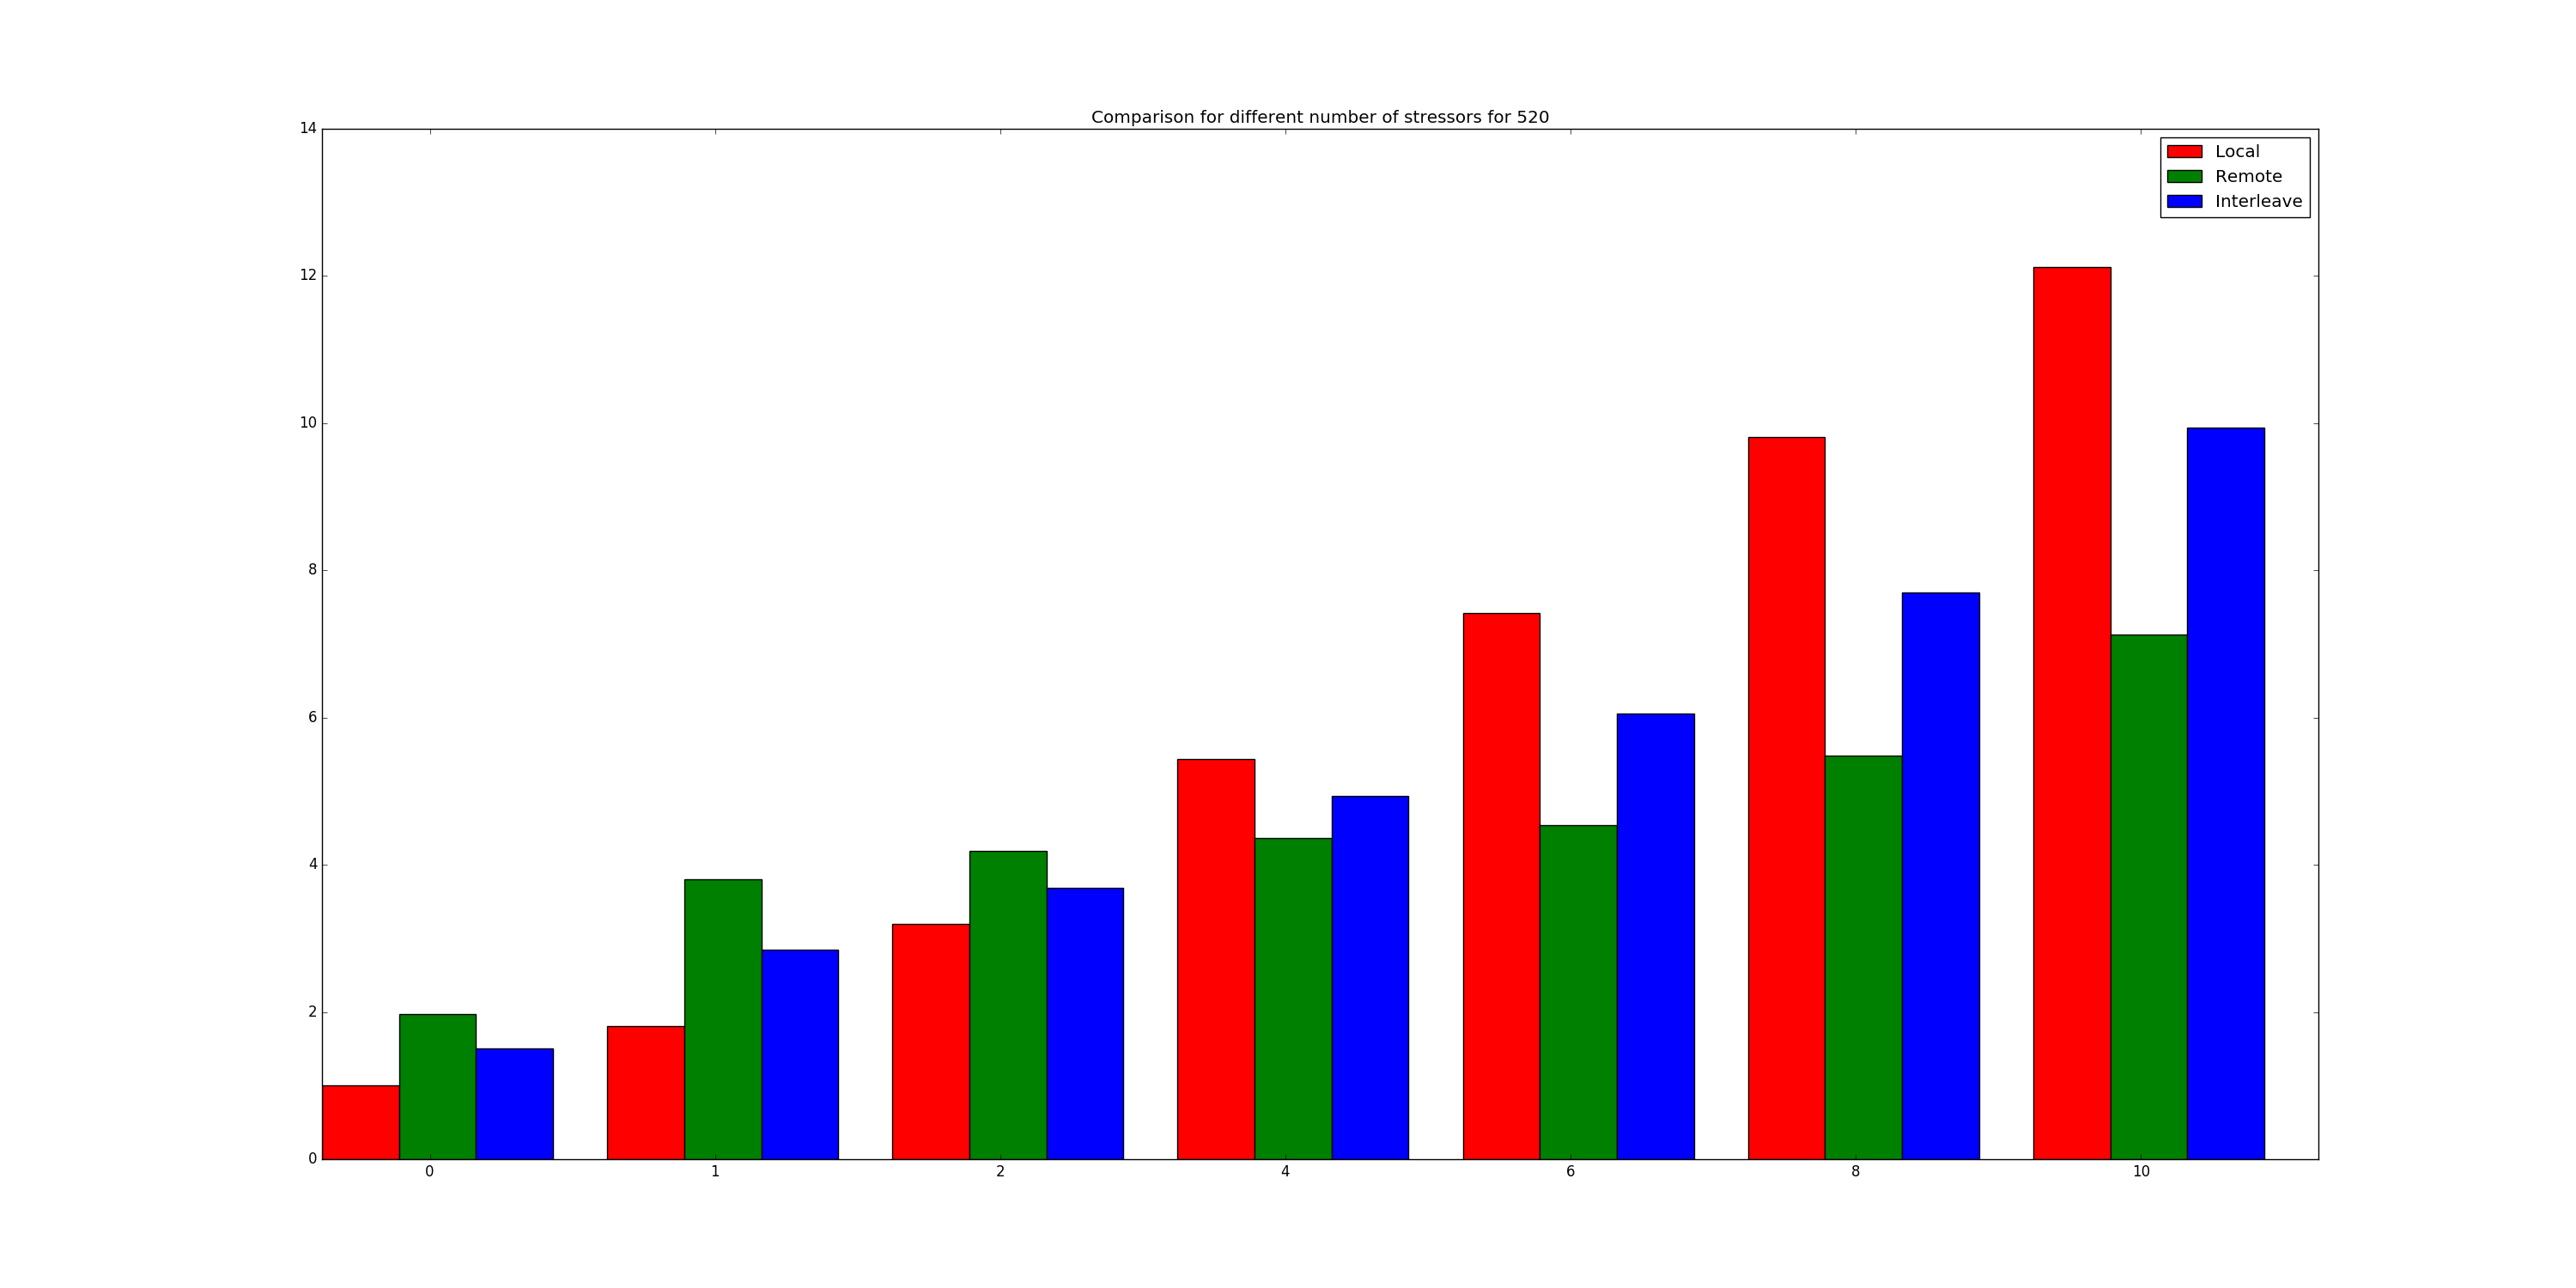 Comparison for different number of stressors for 520
14
12
10
8
6
4
2
0
Local
Remote
Interleave
0 1 2 4 6 8 10